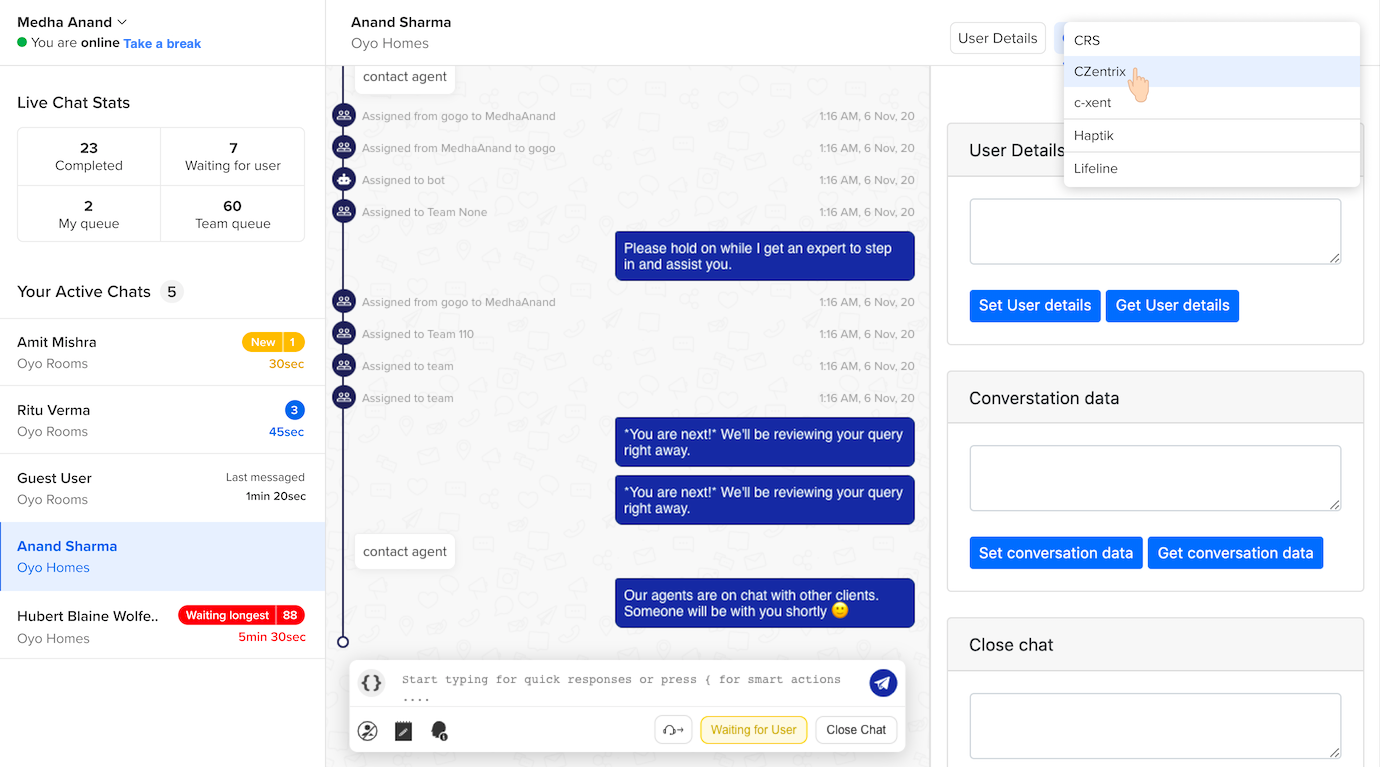 Medha Anand
You are online Take a break
Live Chat Stats
23
Completed
7
Waiting for user
2
My queue
60
Team queue
Your Active Chats 5
Amit Mishra
New 1
Oyo Rooms
30sec
Ritu Verma
3
Oyo Rooms
45sec
Guest User
Last messaged
Oyo Rooms
1min 20sec
Anand Sharma
Oyo Homes
Hubert Blaine Wolfe..
Waiting longest 88
Oyo Homes
5min 30sec
Anand Sharma
Oyo Homes
User Details
contact agent
Assigned from gogo to MedhaAnand 1:16 AM, 6 Nov, 20
Assigned from MedhaAnand to gogo 1:16 AM, 6 Nov, 20
Assigned to bot 1:16 AM, 6 Nov, 20
Assigned to Team None 1:16 AM, 6 Nov, 20
Please hold on while I get an expert to step
in and assist you.
Assigned from gogo to MedhaAnand 1:16 AM, 6 Nov, 20
Assigned to Team 110 1:16 AM, 6 Nov, 20
Assigned to team 1:16 AM, 6 Nov, 20
Assigned to team 1:16 AM, 6 Nov, 20
*You are next!* We'll be reviewing your query
right away.
*You are next!* We'll be reviewing your query
right away.
contact agent
Our agents are on chat with other clients.
Someone will be with you shortly 🙂
{} Start typing for quick responses or press { for smart actions
....
Waiting for User
Close Chat
CRS
CZentrix
c-xent
Haptik
Lifeline
User Details
Set User details
Get User details
Converstation data
Set conversation data
Get conversation data
Close chat